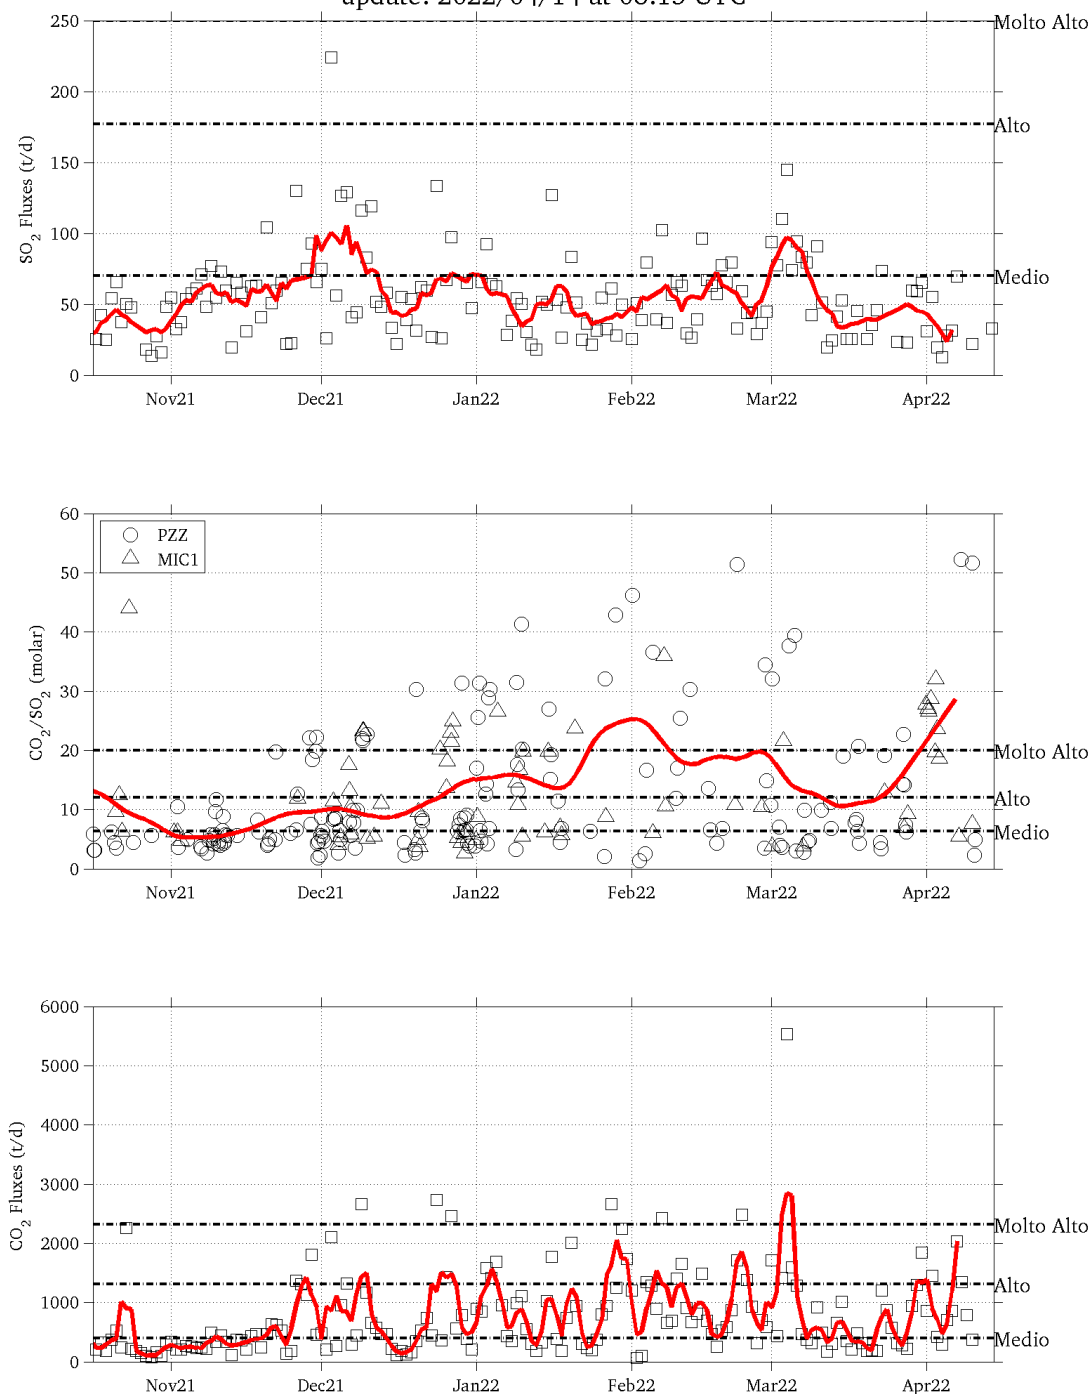 250
Molto Alto
200
Alto
150
SO2 Fluxes (t/d)
100
Medio
50
0
Nov21 Dec21 Jan22 Feb22 Mar22 Apr22
60
PZZ
MIC1
50
40
CO2/SO2 (molar)
30
20
Molto Alto
Alto
10
Medio
0
Nov21 Dec21 Jan22 Feb22 Mar22 Apr22
6000
5000
4000
CO2 Fluxes (t/d)
3000
Molto Alto
2000
Alto
1000
Medio
0
Nov21 Dec21 Jan22 Feb22 Mar22 Apr22